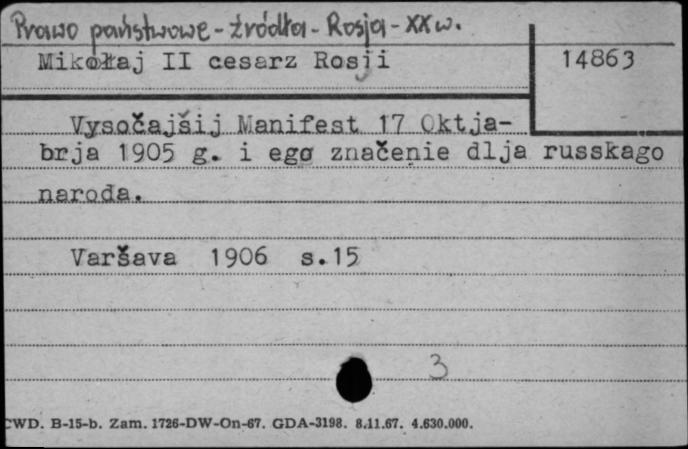 Prawo państwowe - źródła - Rosja - XX w.
Mikołaj II cesarz Rosji
14863
Vysočajšij Manifest 17 Oktja-
brja 1905 g. i ego značenie dlja russkago
naroda.
Varšava 1906 s.15
3
CWD. B-15-b. Zam. 1726-DW-On-67. GDA-3198. 8.11.67. 4.630.000.